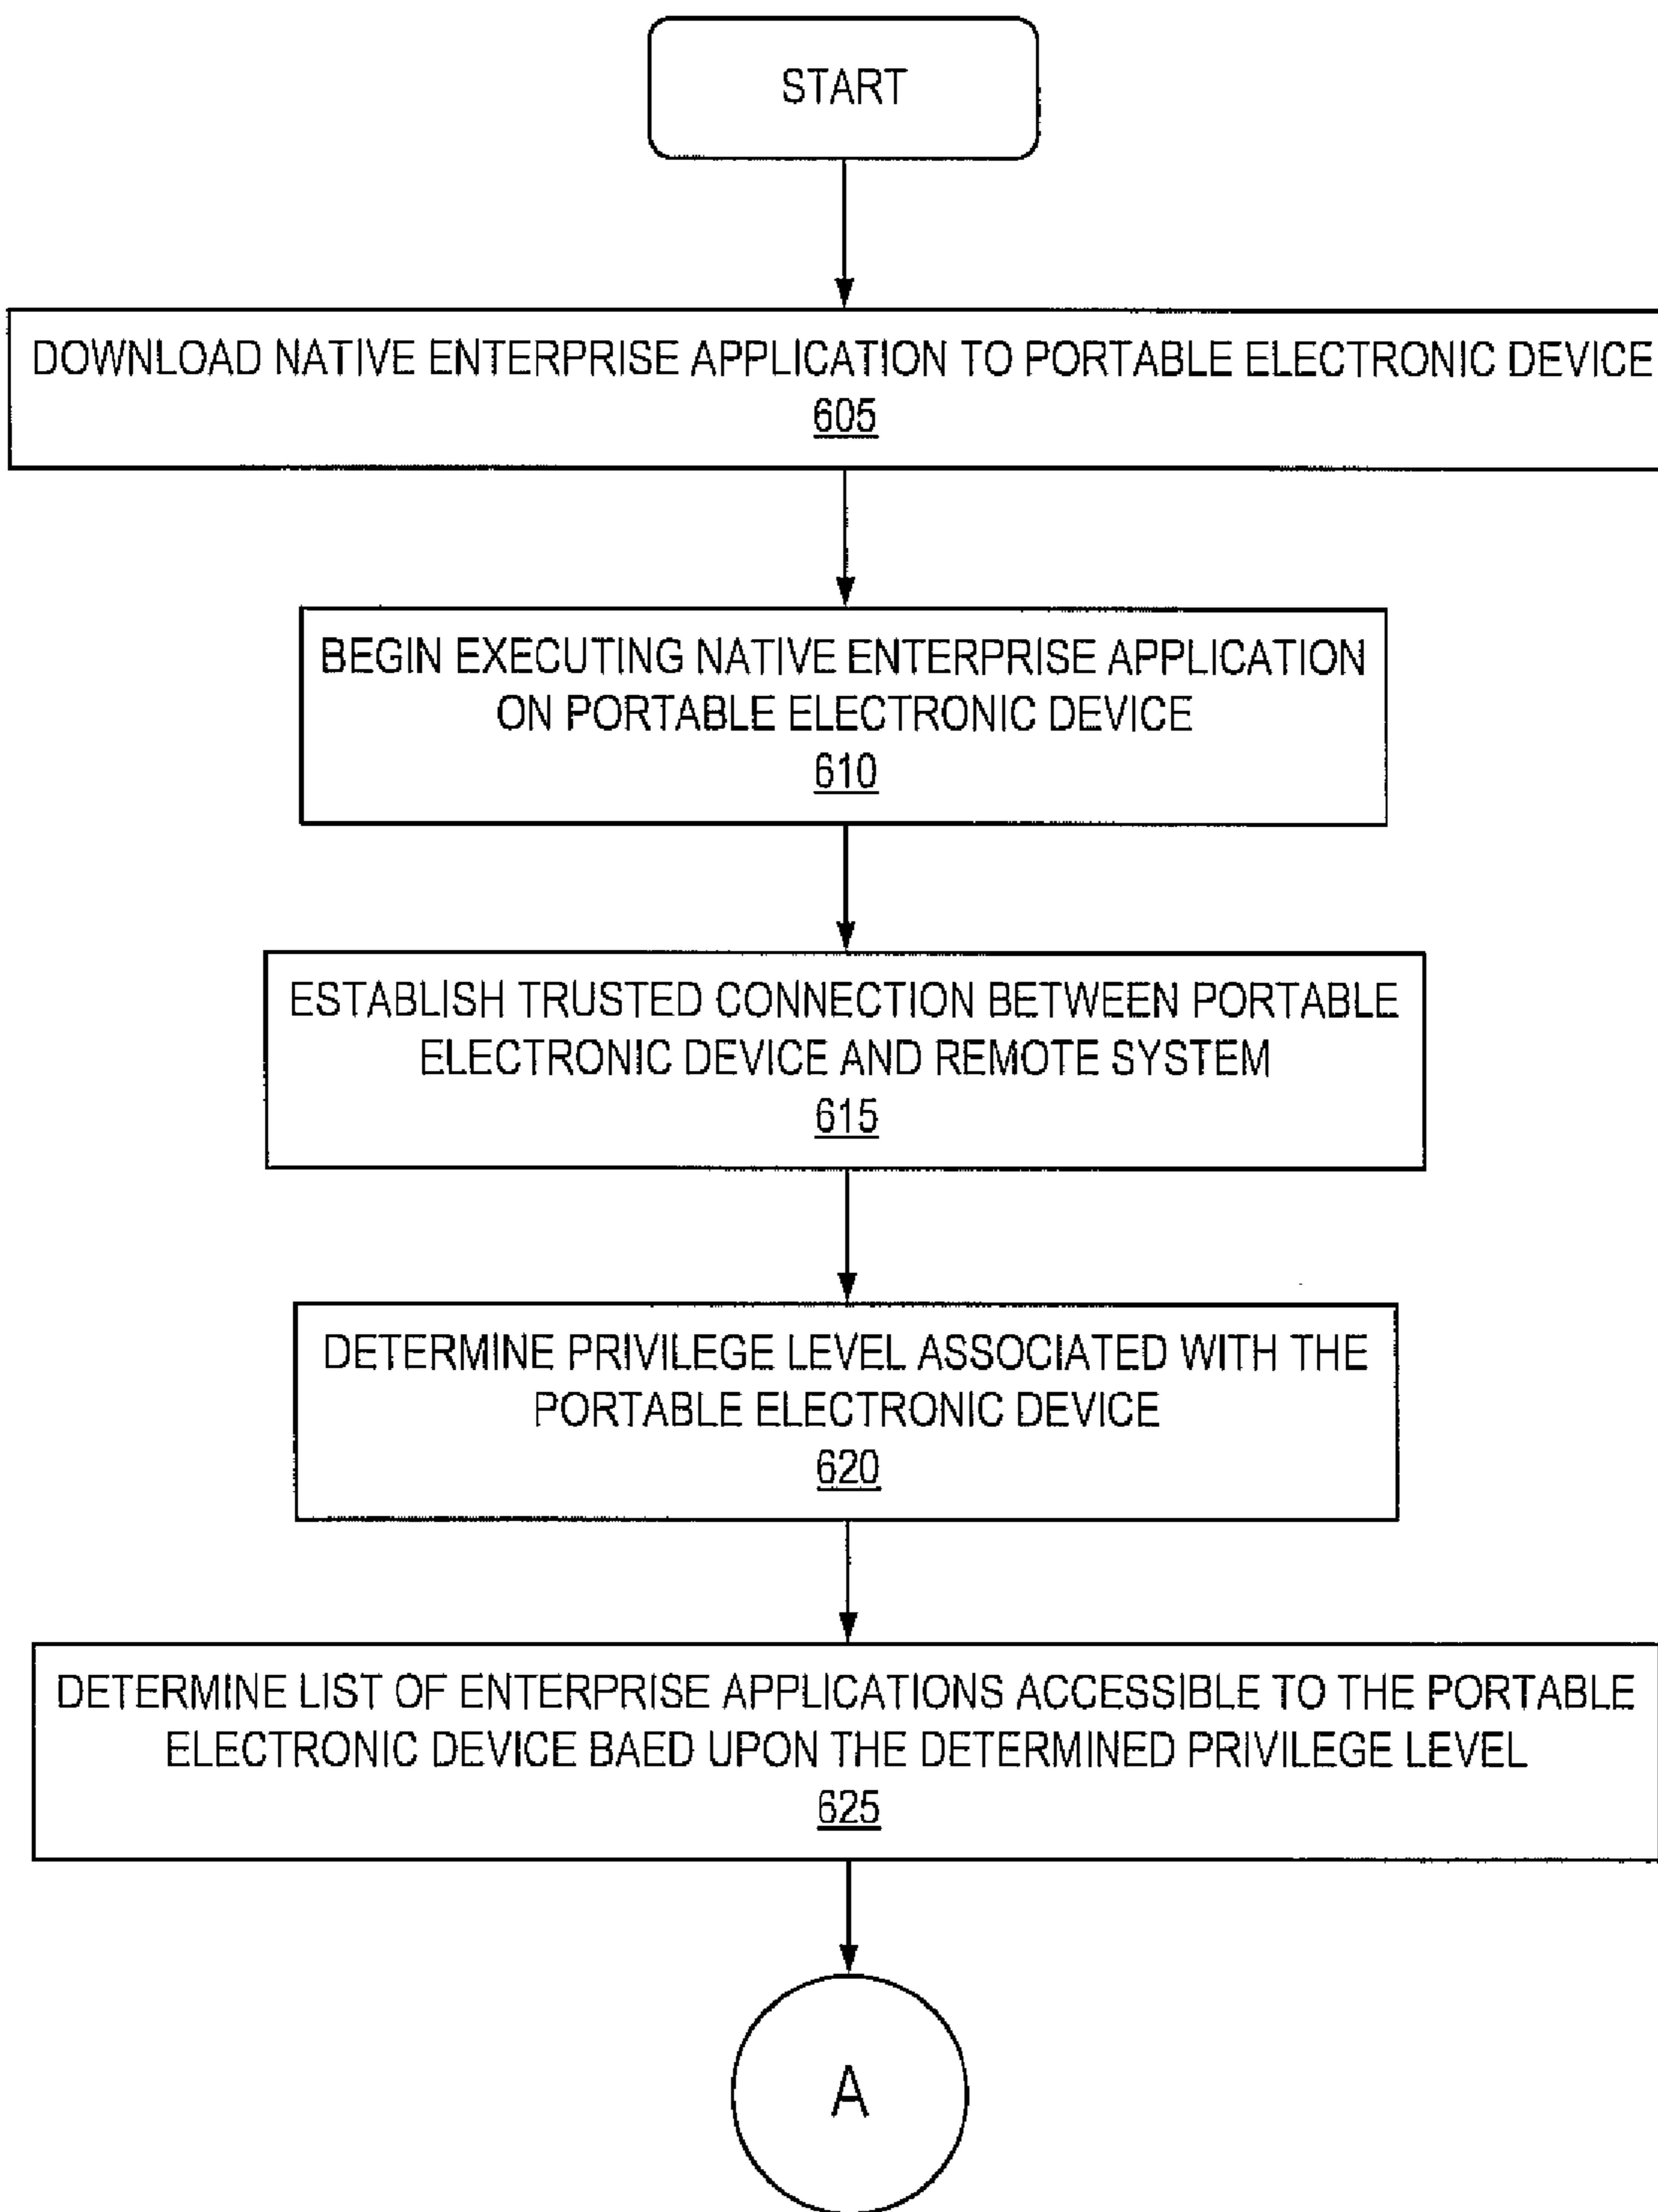 START
DOWNLOAD NATIVE ENTERPRISE APPLICATION TO PORTABLE ELECTRONIC DEVICE
605
BEGIN EXECUTING NATIVE ENTERPRISE APPLICATION
ON PORTABLE ELECTRONIC DEVICE
610
ESTABLISH TRUSTED CONNECTION BETWEEN PORTABLE
ELECTRONIC DEVICE AND REMOTE SYSTEM
615
DETERMINE PRIVILEGE LEVEL ASSOCIATED WITH THE
PORTABLE ELECTRONIC DEVICE
620
DETERMINE LIST OF ENTERPRISE APPLICATIONS ACCESSIBLE TO THE PORTABLE
ELECTRONIC DEVICE BAED UPON THE DETERMINED PRIVILEGE LEVEL
625
A